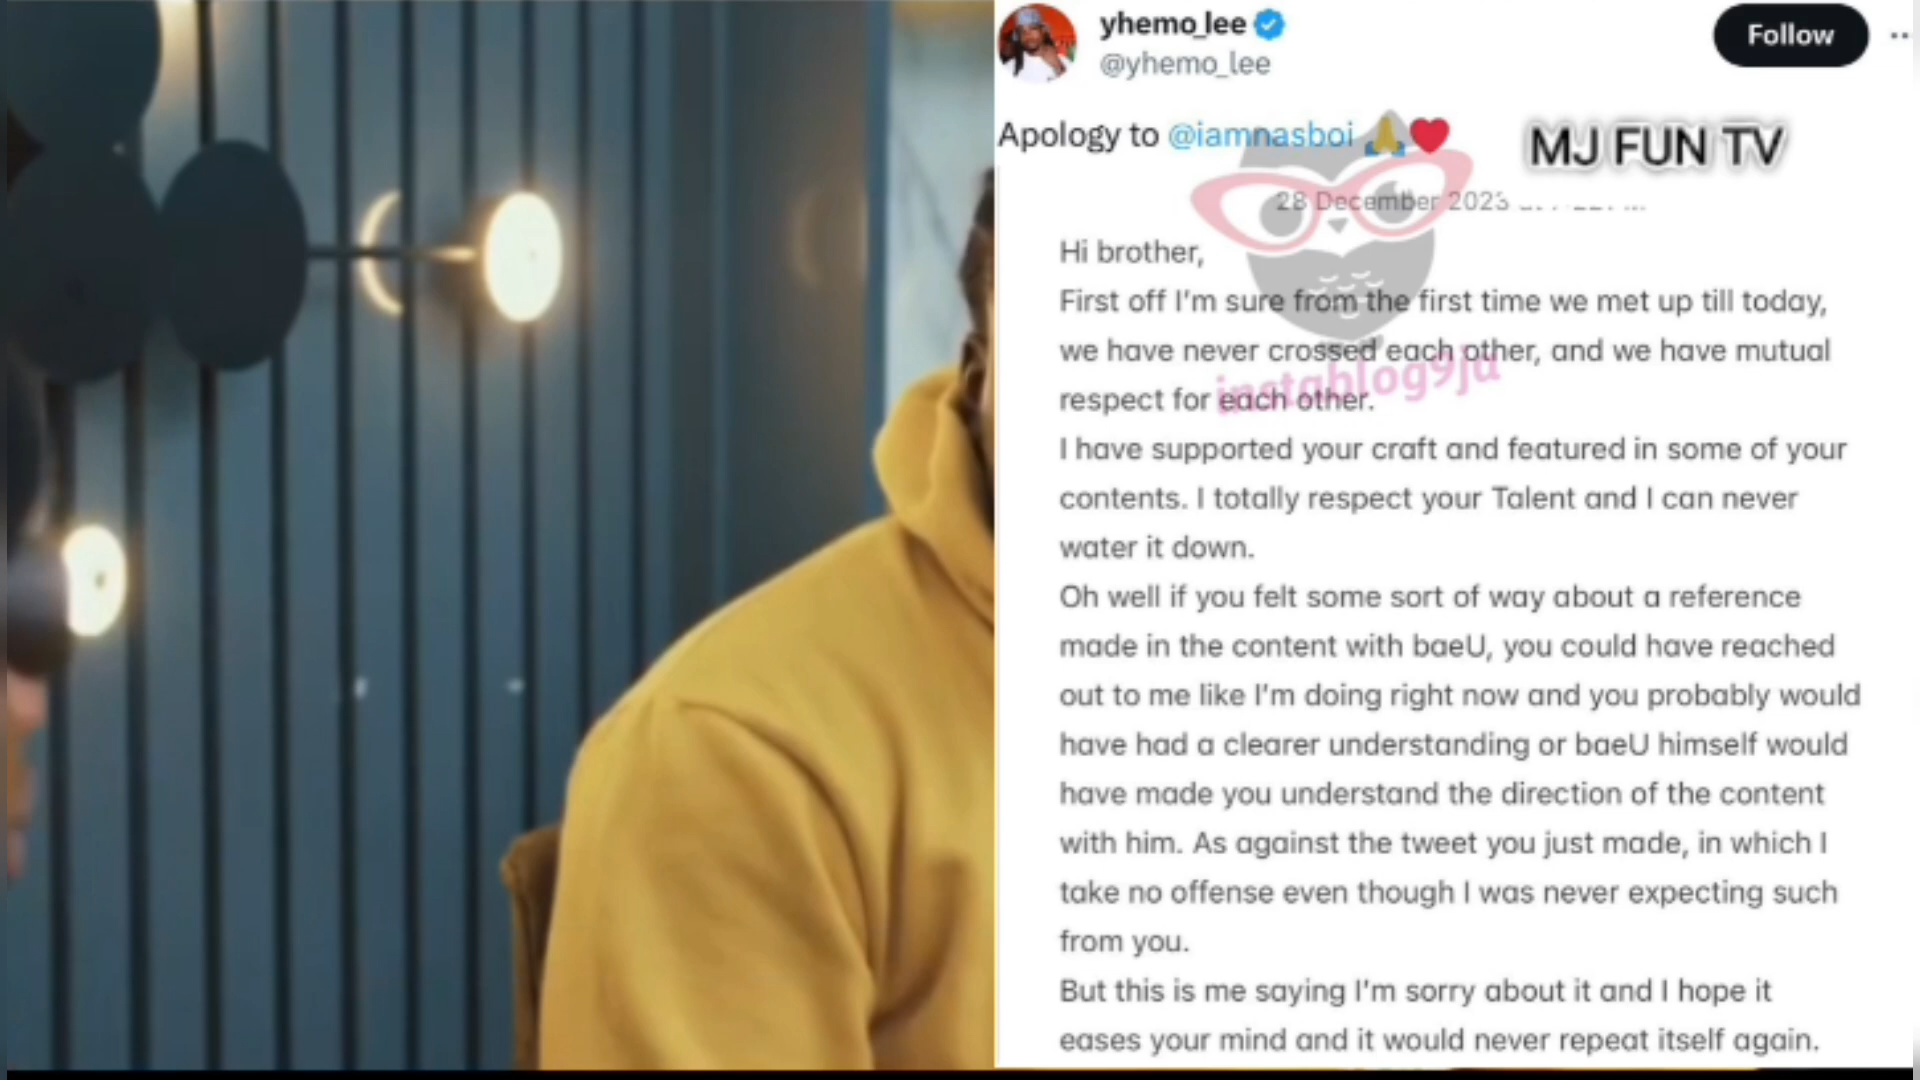 yhemo_lee
@yhemo_lee
Follow
Apology to @iamnasboi 🙏❤️
MJ FUN TV
28 December 2023
Hi brother,
First off I'm sure from the first time we met up till today,
we have never crossed each other, and we have mutual
respect for each other.
instablog9ja
I have supported your craft and featured in some of your
contents. I totally respect your Talent and I can never
water it down.
Oh well if you felt some sort of way about a reference
made in the content with baeU, you could have reached
out to me like I'm doing right now and you probably would
have had a clearer understanding or baeU himself would
have made you understand the direction of the content
with him. As against the tweet you just made, in which I
take no offense even though I was never expecting such
from you.
But this is me saying I'm sorry about it and I hope it
eases your mind and it would never repeat itself again.